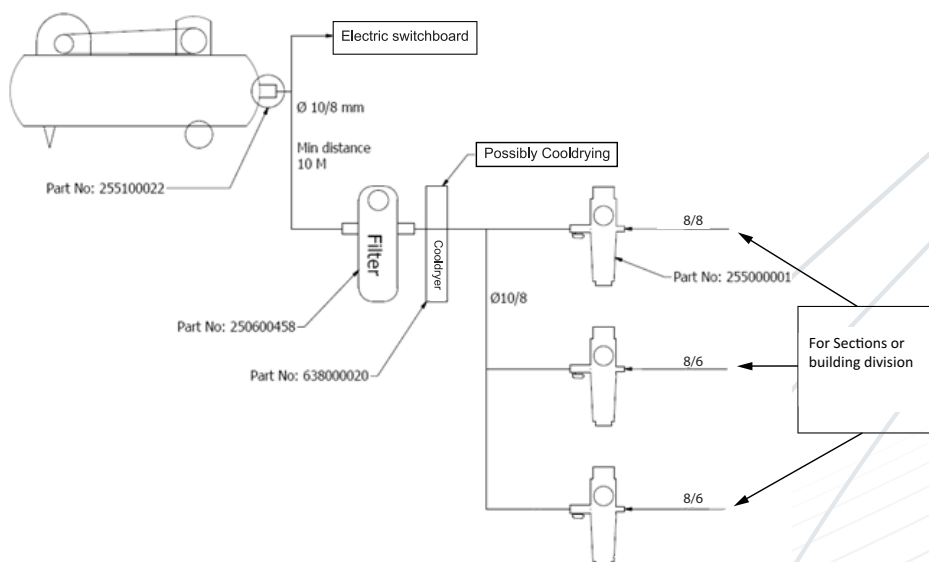 Electric switchboard
Ø 10/8 mm
Min distance
10 M
Possibly Cooldrying
Part No: 255100022
Filter
Cooldryer
8/8
Part No: 255000001
Ø10/8
Part No: 250600458
For Sections or
building division
8/6
Part No: 638000020
8/6